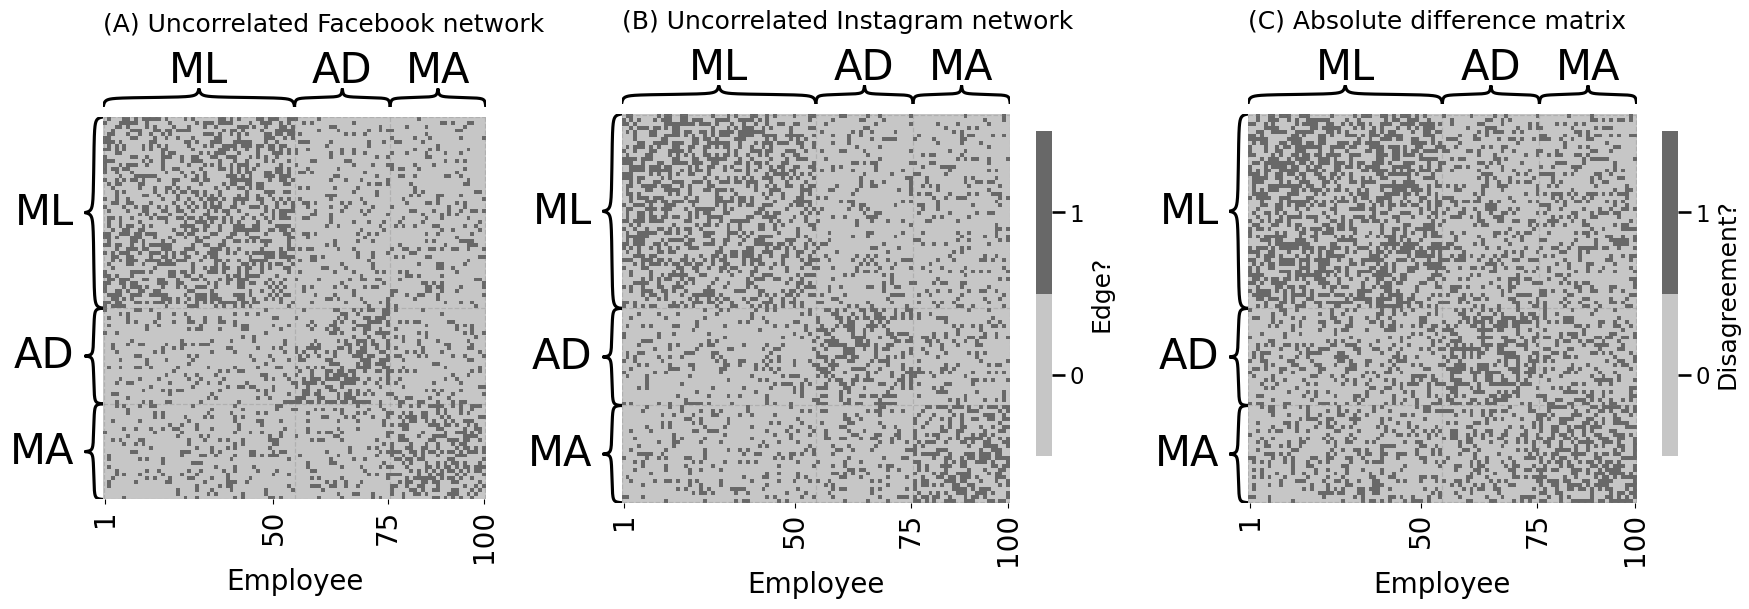 (A) Uncorrelated Facebook network
ML AD MA
ML
AD
MA
1 50 75 100
Employee
(B) Uncorrelated Instagram network
ML AD MA
ML
AD
MA
1 50 75 100
Employee
1
0
Edge?
(C) Absolute difference matrix
ML AD MA
ML
AD
MA
1 50 75 100
Employee
1
0
Disagreement?